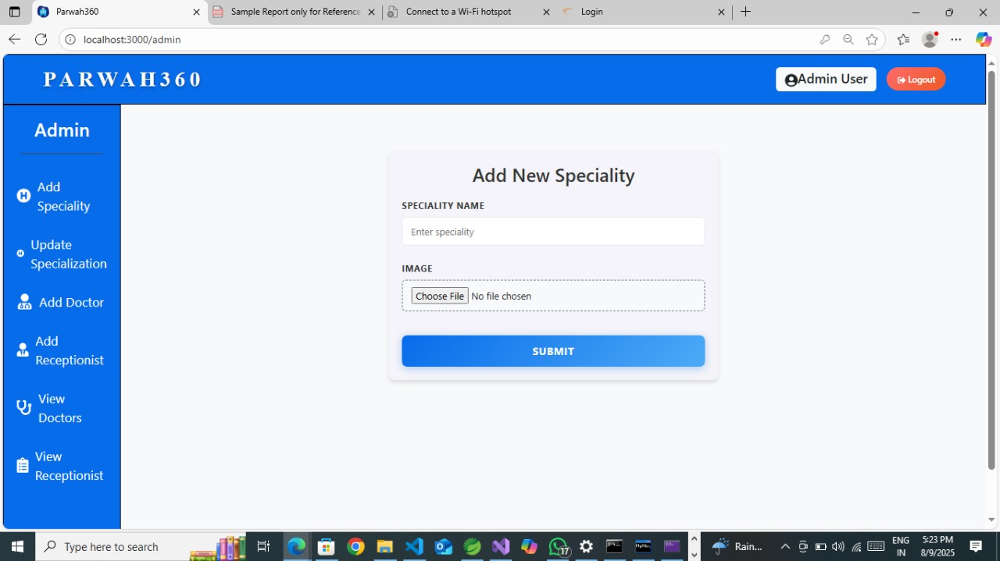 Parwah360
Sample Report only for Reference
Connect to a Wi-Fi hotspot
Login
localhost:3000/admin
PARWAH360
Admin User
Logout
Admin
Add
Speciality
Update
Specialization
Add Doctor
Add
Receptionist
View
Doctors
View
Receptionist
Add New Speciality
SPECIALITY NAME
Enter speciality
IMAGE
Choose File No file chosen
SUBMIT
Type here to search
17
Rain...
ENG
IN
5:23 PM
8/9/2025